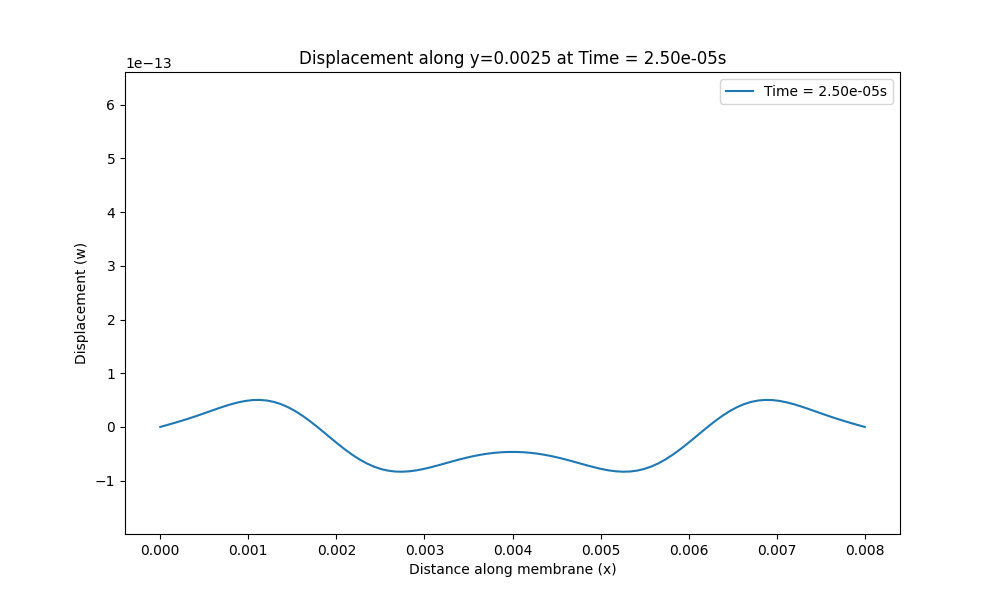 Displacement along y=0.0025 at Time = 2.50e-05s
1e−13
Time = 2.50e-05s
6
5
4
3
2
1
0
−1
Displacement (w)
0.000 0.001 0.002 0.003 0.004 0.005 0.006 0.007 0.008
Distance along membrane (x)